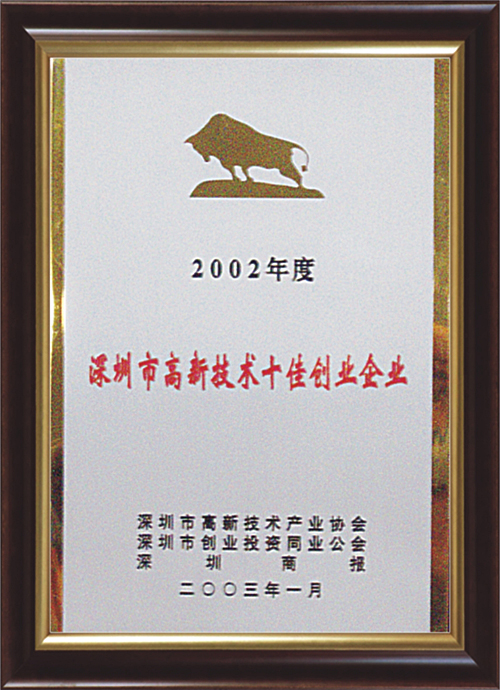 2002年度
深圳市高新技术十佳创业企业
深圳市高新技术产业协会
深圳市创业投资同业公会
深圳商报
二〇〇三年一月